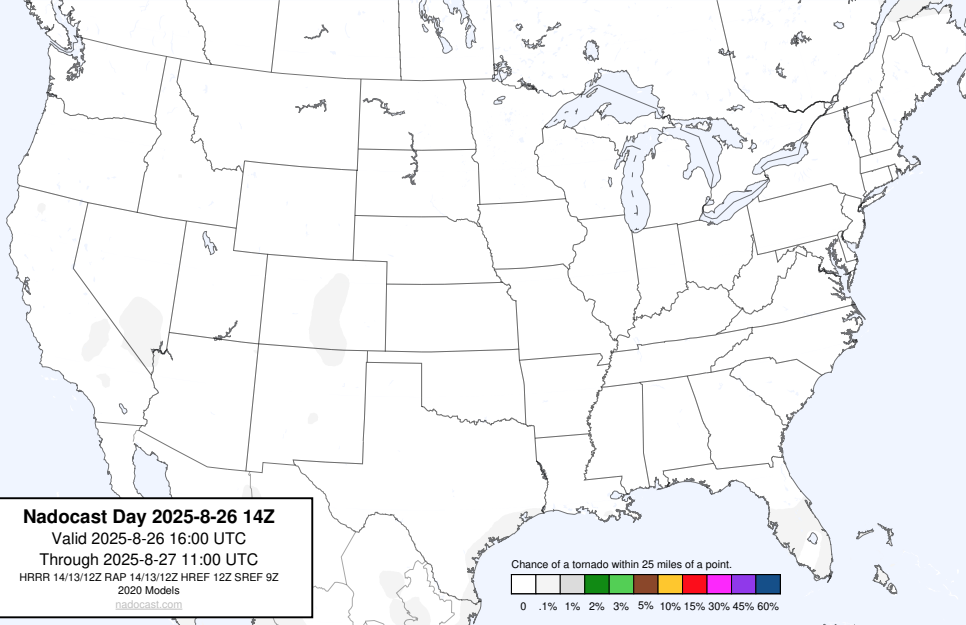 Nadocast Day 2025-8-26 14Z
Valid 2025-8-26 16:00 UTC
Through 2025-8-27 11:00 UTC
HRRR 14/13/12Z RAP 14/13/12Z HREF 12Z SREF 9Z
2020 Models
nadocast.com
Chance of a tornado within 25 miles of a point.
0 .1% 1% 2% 3% 5% 10% 15% 30% 45% 60%